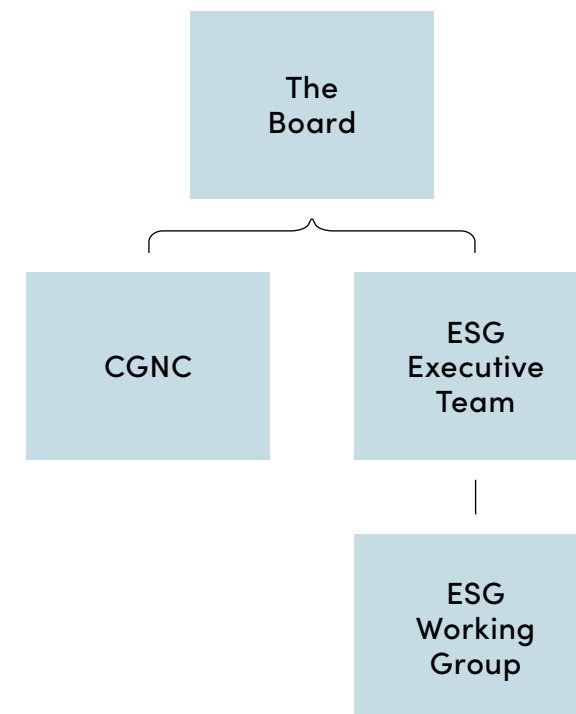 The
Board
CGNC
ESG
Executive
Team
ESG
Working
Group